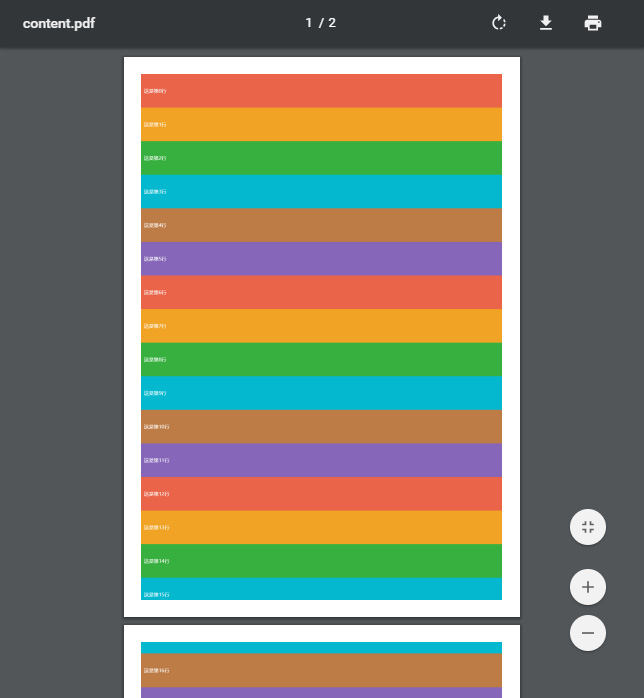 content.pdf
1 / 2
这是第0行
这是第1行
这是第2行
这是第3行
这是第4行
这是第5行
这是第6行
这是第7行
这是第8行
这是第9行
这是第10行
这是第11行
这是第12行
这是第13行
这是第14行
这是第15行
这是第16行